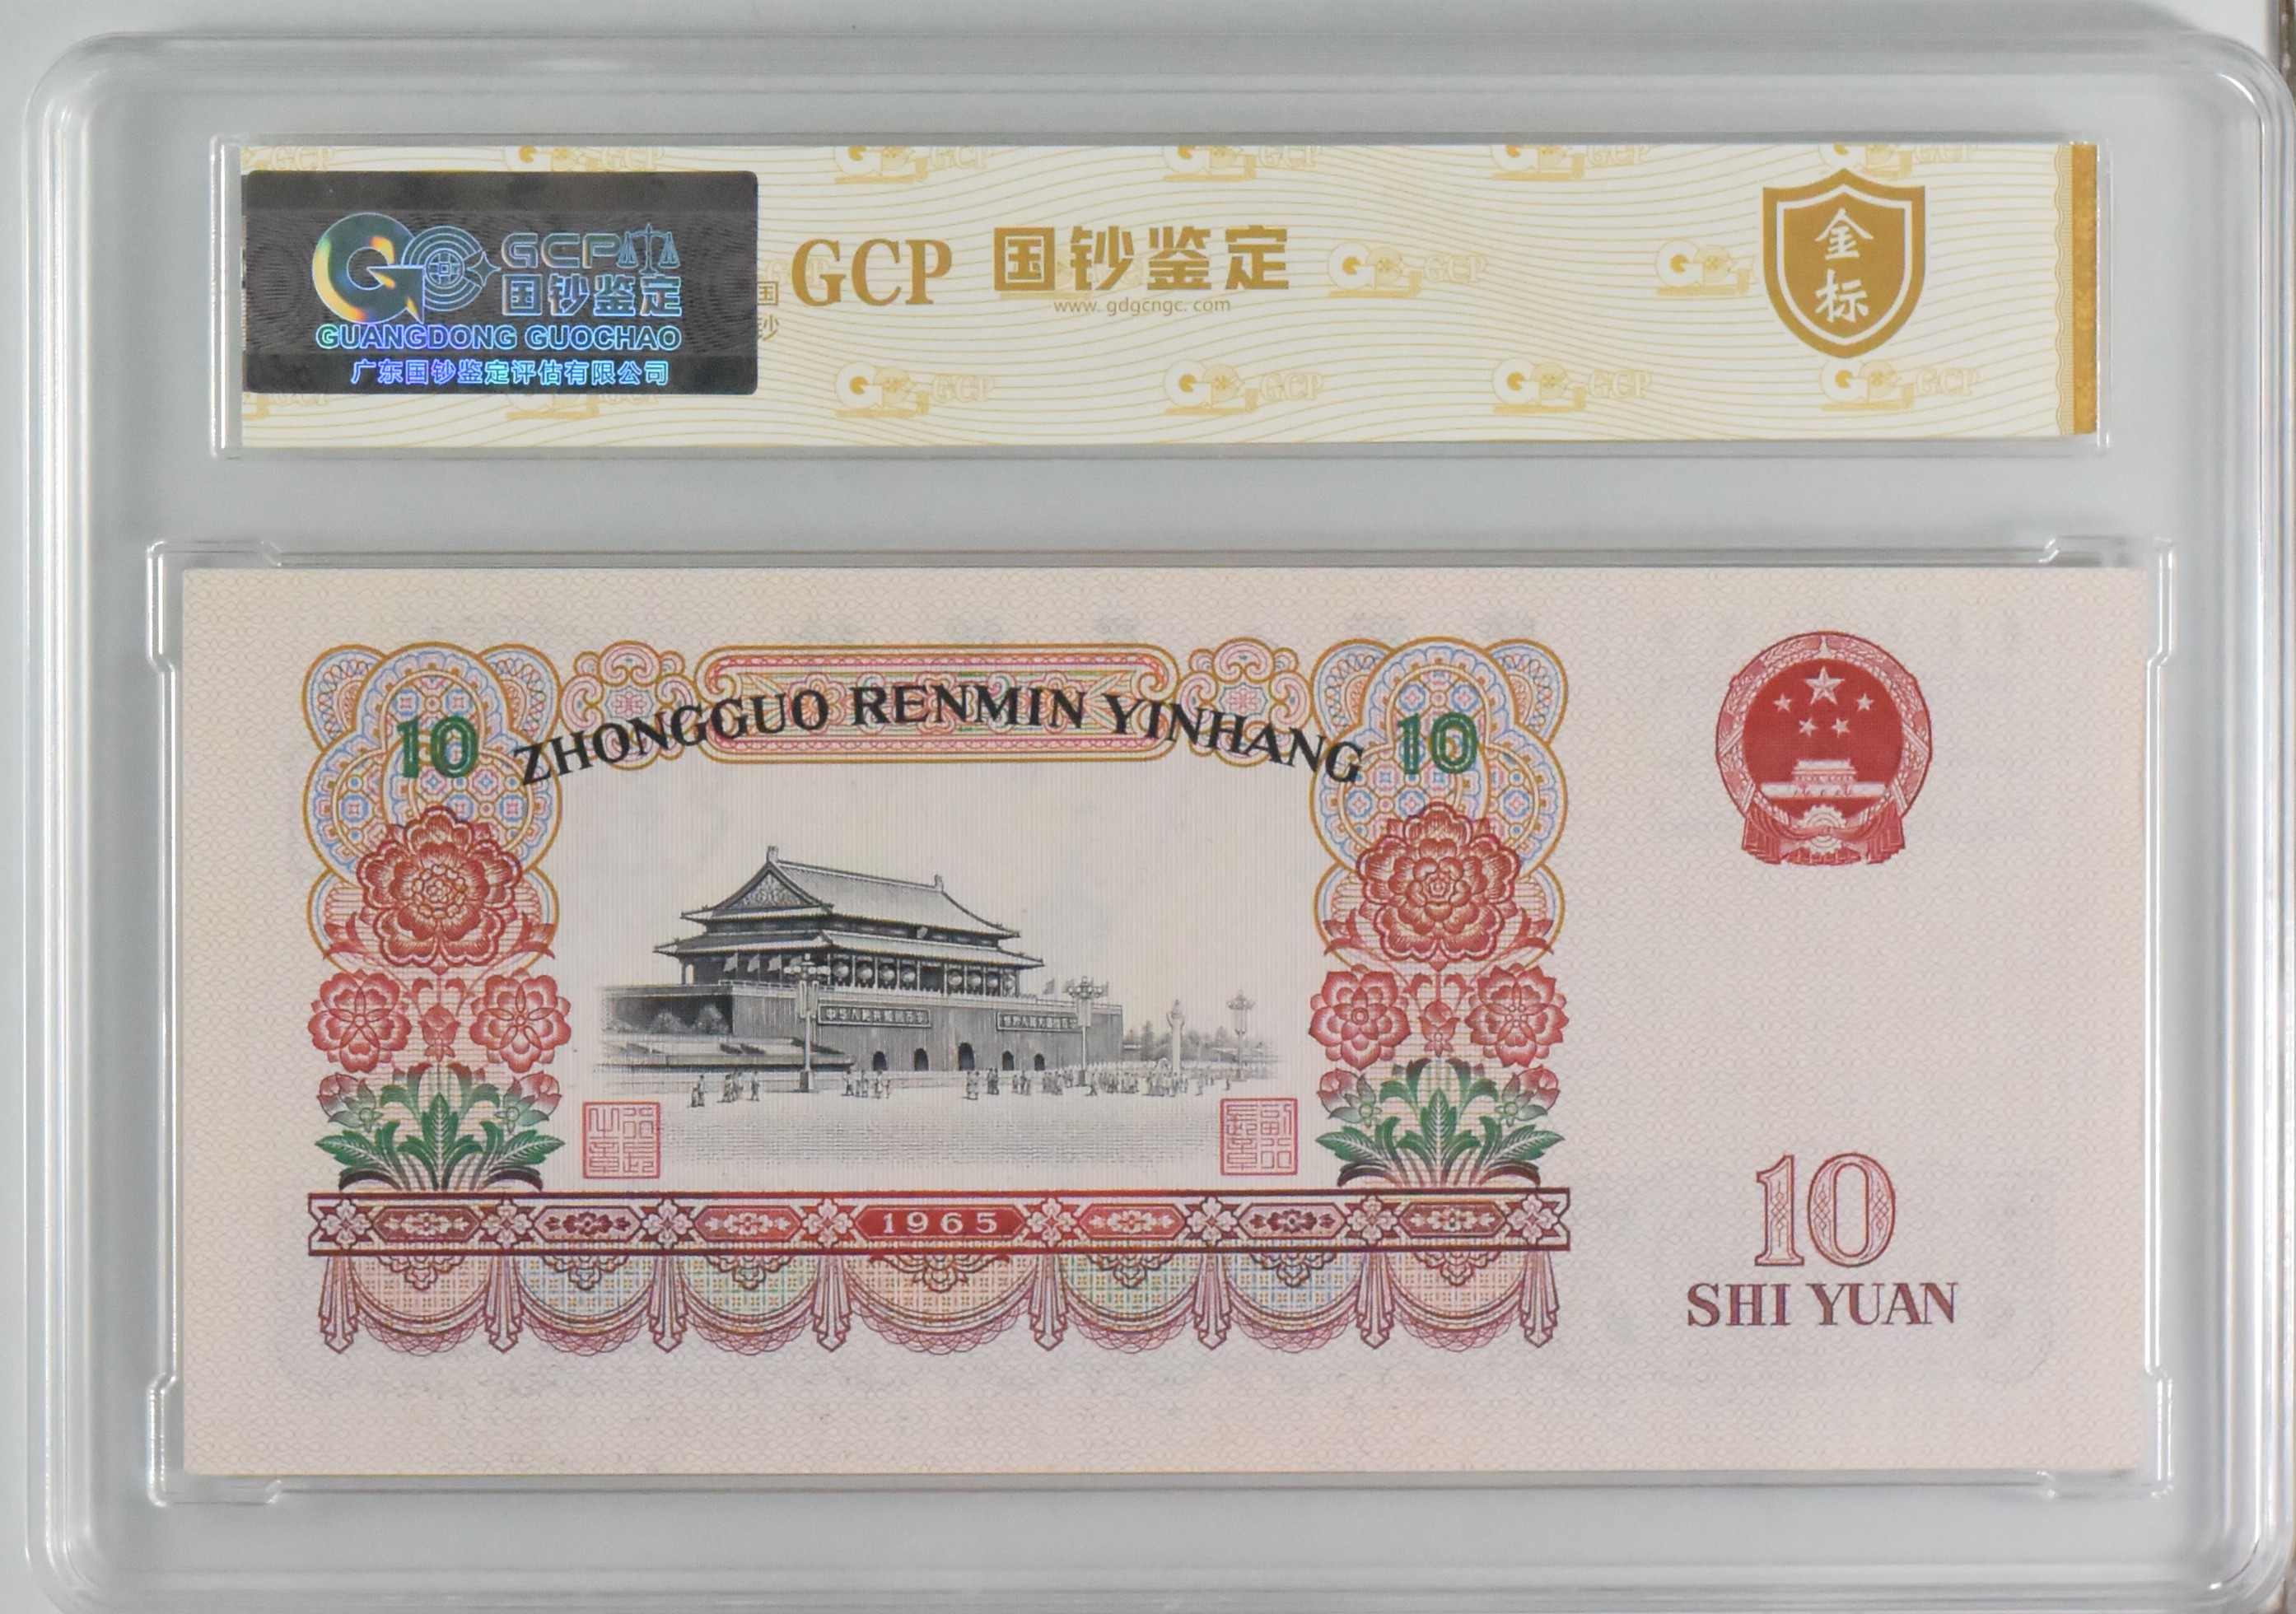 GCP
国钞鉴定
GUANGDONG GUOCHAO
广东国钞鉴定评估有限公司
国
钞
GCP 国钞鉴定
www.gdgcngc.com
金
标
10 ZHONGGUO RENMIN YINHANG 10
1965
10
SHI YUAN